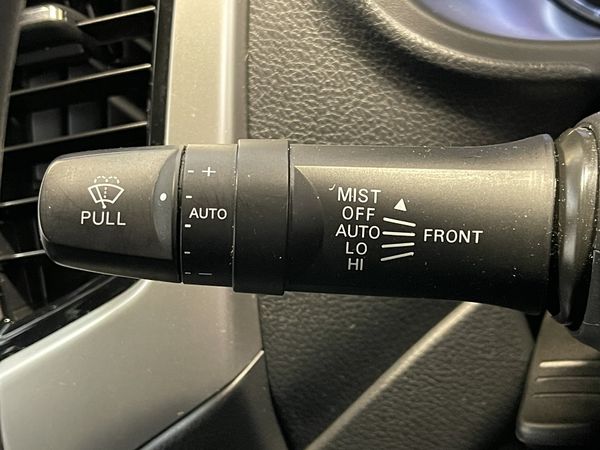 PULL
+
AUTO
—
MIST
OFF
AUTO
LO
HI
FRONT